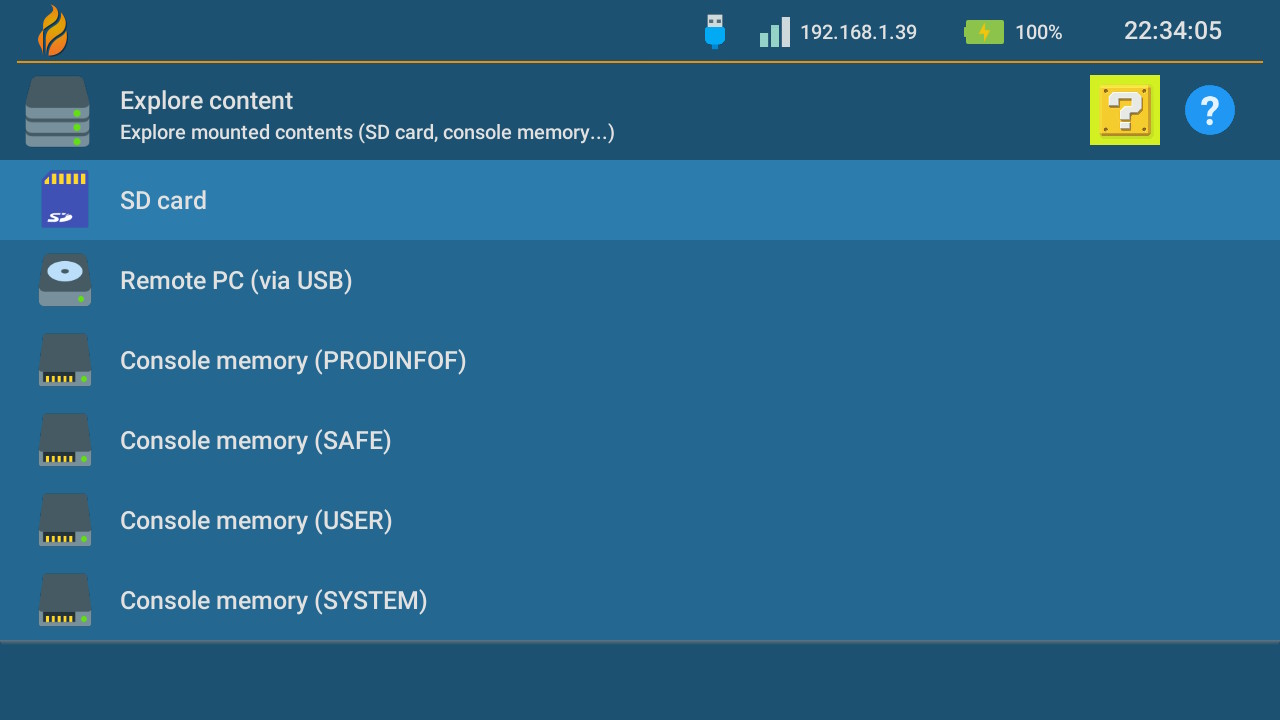 192.168.1.39
100%
22:34:05
Explore content
Explore mounted contents (SD card, console memory...)
?
?
SD card
SD
Remote PC (via USB)
Console memory (PRODINFOF)
Console memory (SAFE)
Console memory (USER)
Console memory (SYSTEM)